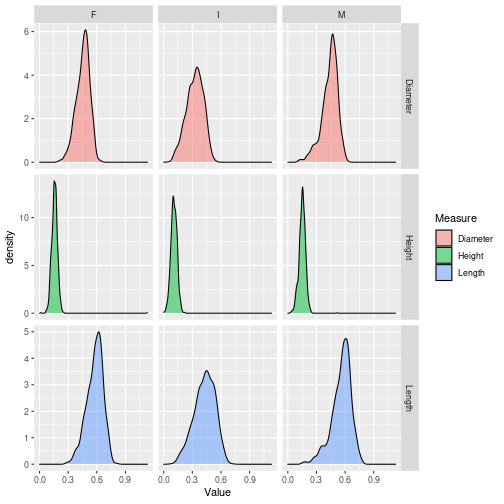 F I M
6
4
2
0
Diameter
10
5
0
Height
5
4
3
2
1
0
Length
0.0 0.3 0.6 0.9 0.0 0.3 0.6 0.9 0.0 0.3 0.6 0.9
Value
density
Measure
Diameter
Height
Length